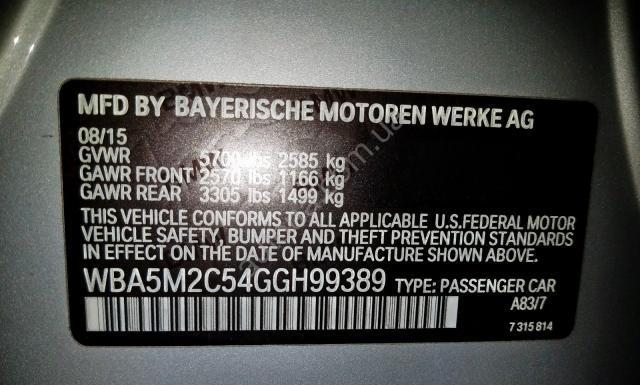 MFD BY BAYERISCHE MOTOREN WERKE AG
08/15
GVWR 5700 lbs 2585 kg
GAWR FRONT 2570 lbs 1166 kg
GAWR REAR 3305 lbs 1499 kg
THIS VEHICLE CONFORMS TO ALL APPLICABLE U.S.FEDERAL MOTOR
VEHICLE SAFETY, BUMPER AND THEFT PREVENTION STANDARDS
IN EFFECT ON THE DATE OF MANUFACTURE SHOWN ABOVE.
WBA5M2C54GGH99389 TYPE: PASSENGER CAR
A83/7
7 315 814